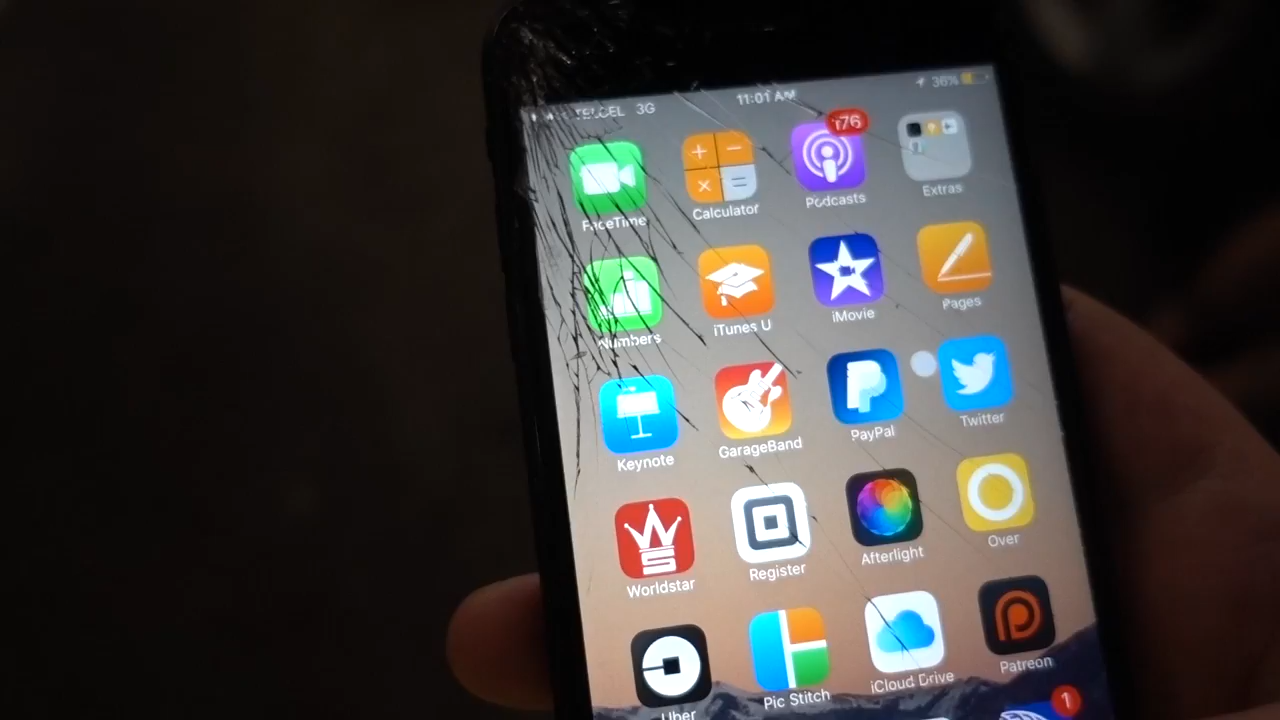 TELCEL 3G 11:01 AM 36%
176
FaceTime Calculator Podcasts Extras
Numbers iTunes U iMovie Pages
Keynote GarageBand PayPal Twitter
Worldstar Register Afterlight Over
Uber Pic Stitch iCloud Drive Patreon
1